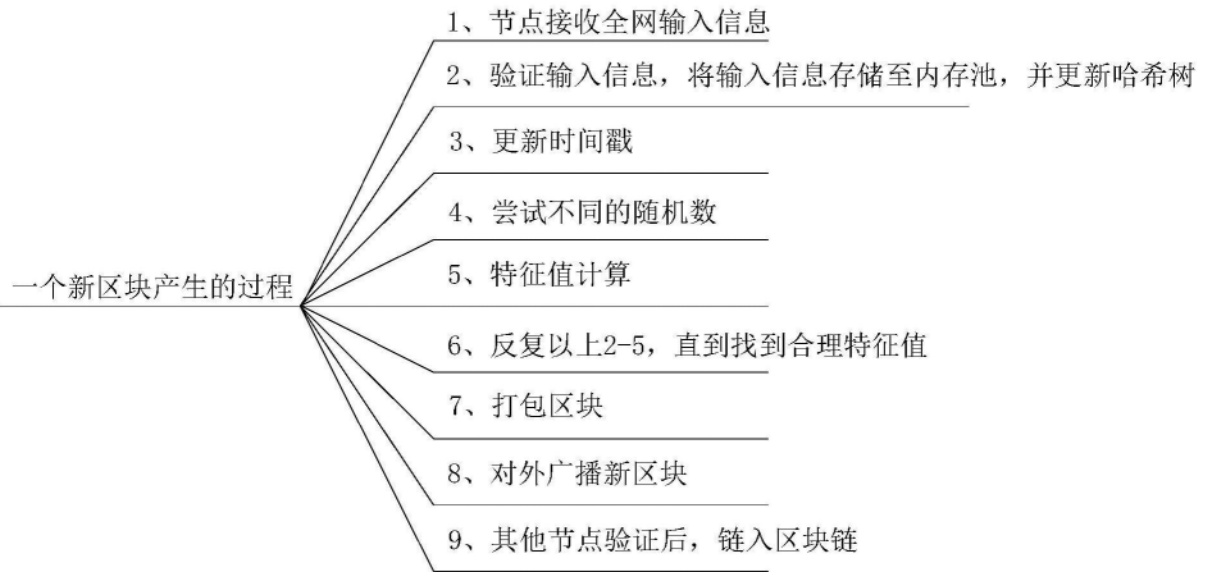 1、节点接收全网输入信息
2、验证输入信息，将输入信息存储至内存池，并更新哈希树
3、更新时间戳
4、尝试不同的随机数
一个新区块产生的过程
5、特征值计算
6、反复以上2-5，直到找到合理特征值
7、打包区块
8、对外广播新区块
9、其他节点验证后，链入区块链